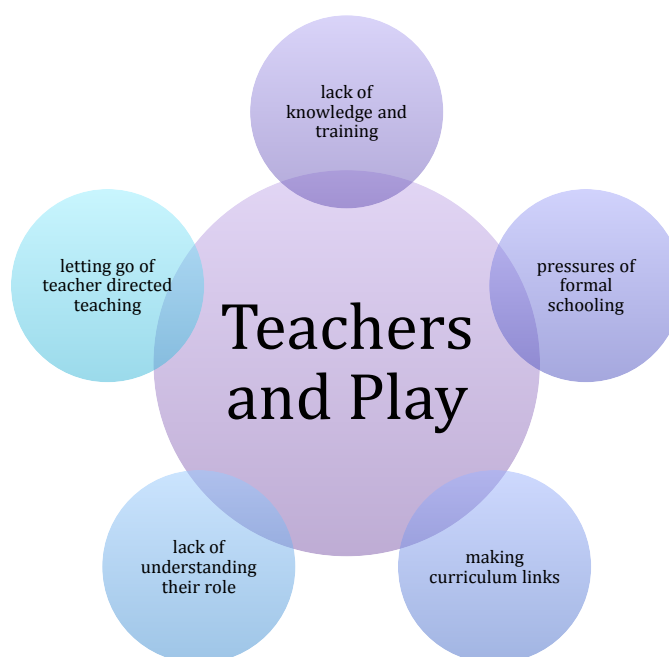 lack of
knowledge and
training
letting go of
teacher directed
teaching
pressures of
formal
schooling
Teachers
and Play
lack of
understanding
their role
making
curriculum links